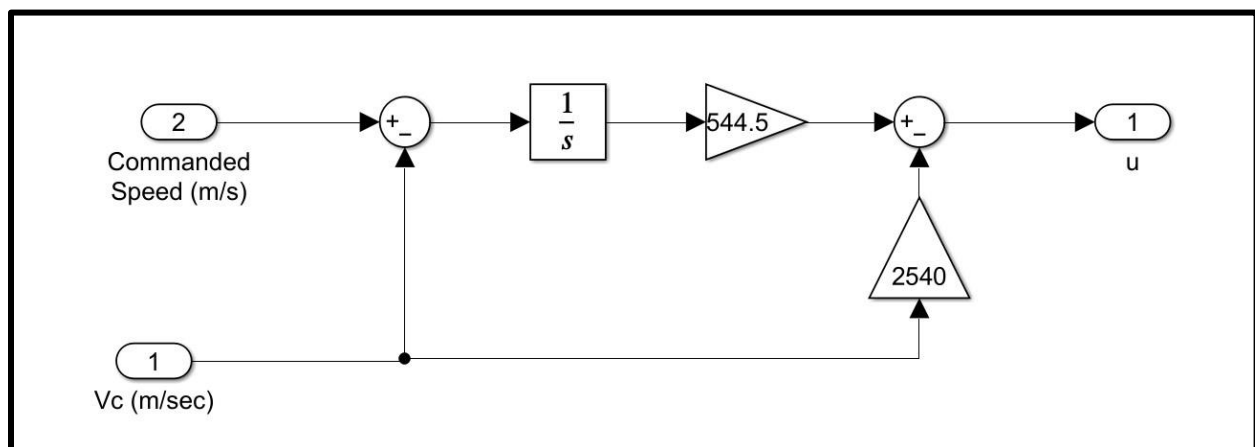 2
Commanded
Speed (m/s)
+
−
1
s
544.5
+
−
1
u
2540
1
Vc (m/sec)